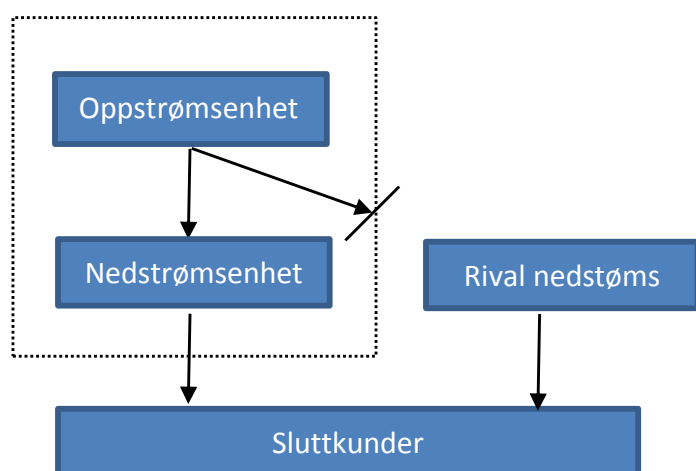 Oppstrømsenhet
Nedstrømsenhet
Rival nedstøms
Sluttkunder